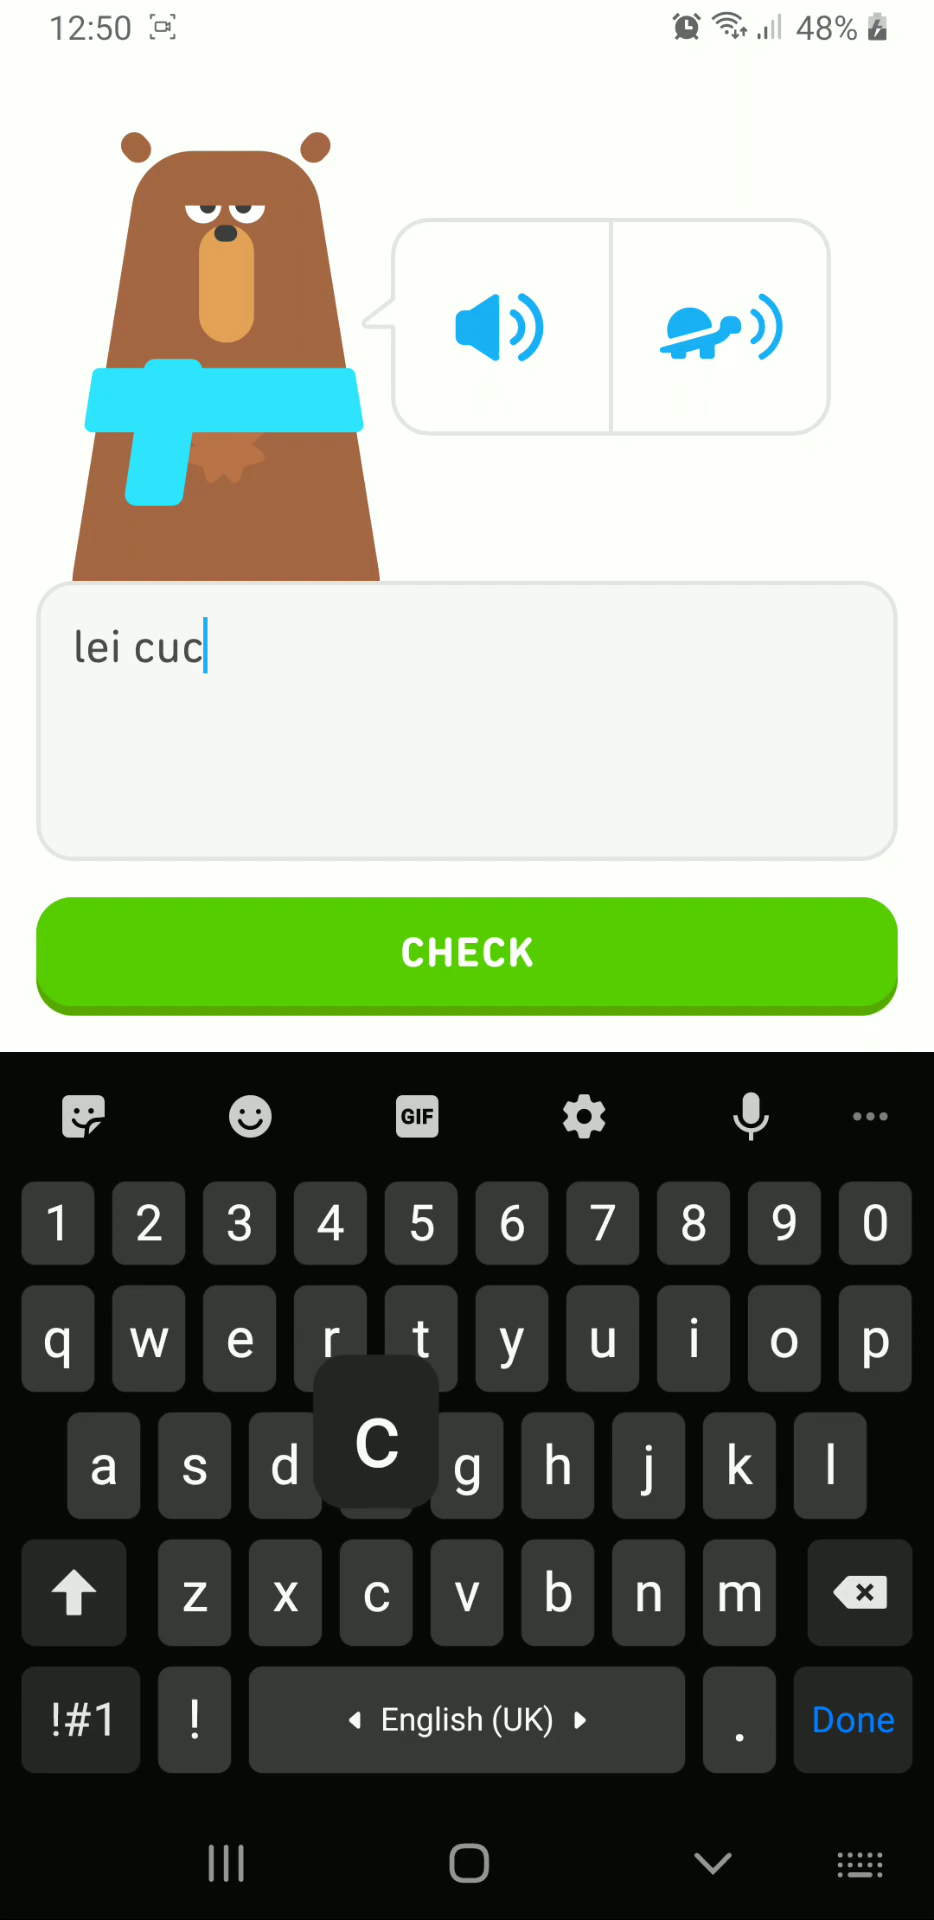 12:50 48%
lei cuc
CHECK
GIF
1 2 3 4 5 6 7 8 9 0
q w e r t y u i o p
a s d c g h j k l
z x c v b n m
!#1 ! English (UK) . Done